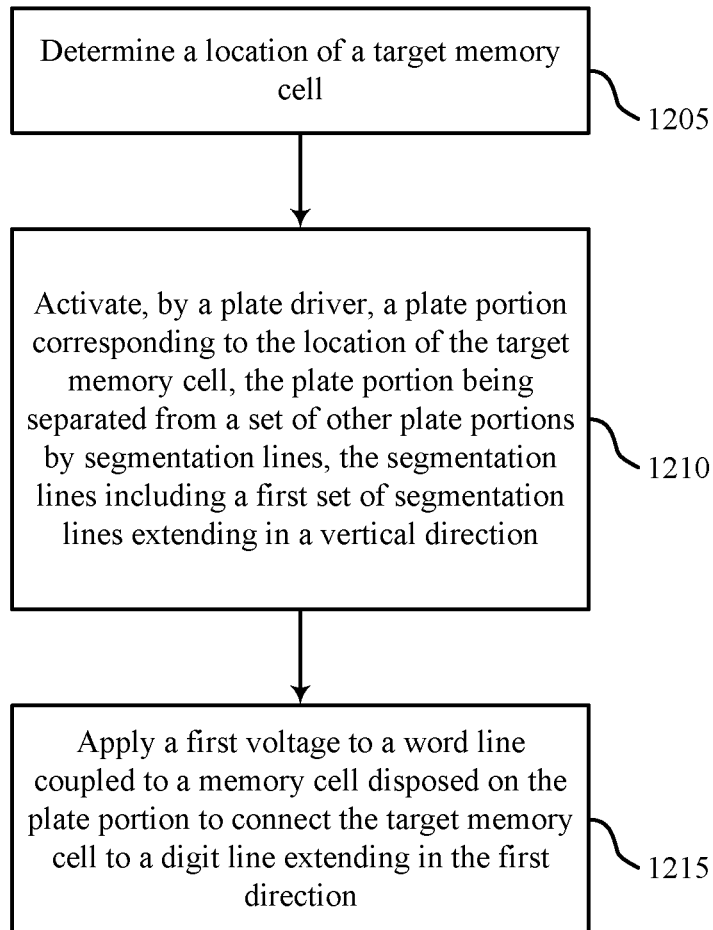 Determine a location of a target memory
cell
1205
Activate, by a plate driver, a plate portion
corresponding to the location of the target
memory cell, the plate portion being
separated from a set of other plate portions
by segmentation lines, the segmentation
lines including a first set of segmentation
lines extending in a vertical direction
1210
Apply a first voltage to a word line
coupled to a memory cell disposed on the
plate portion to connect the target memory
cell to a digit line extending in the first
direction
1215